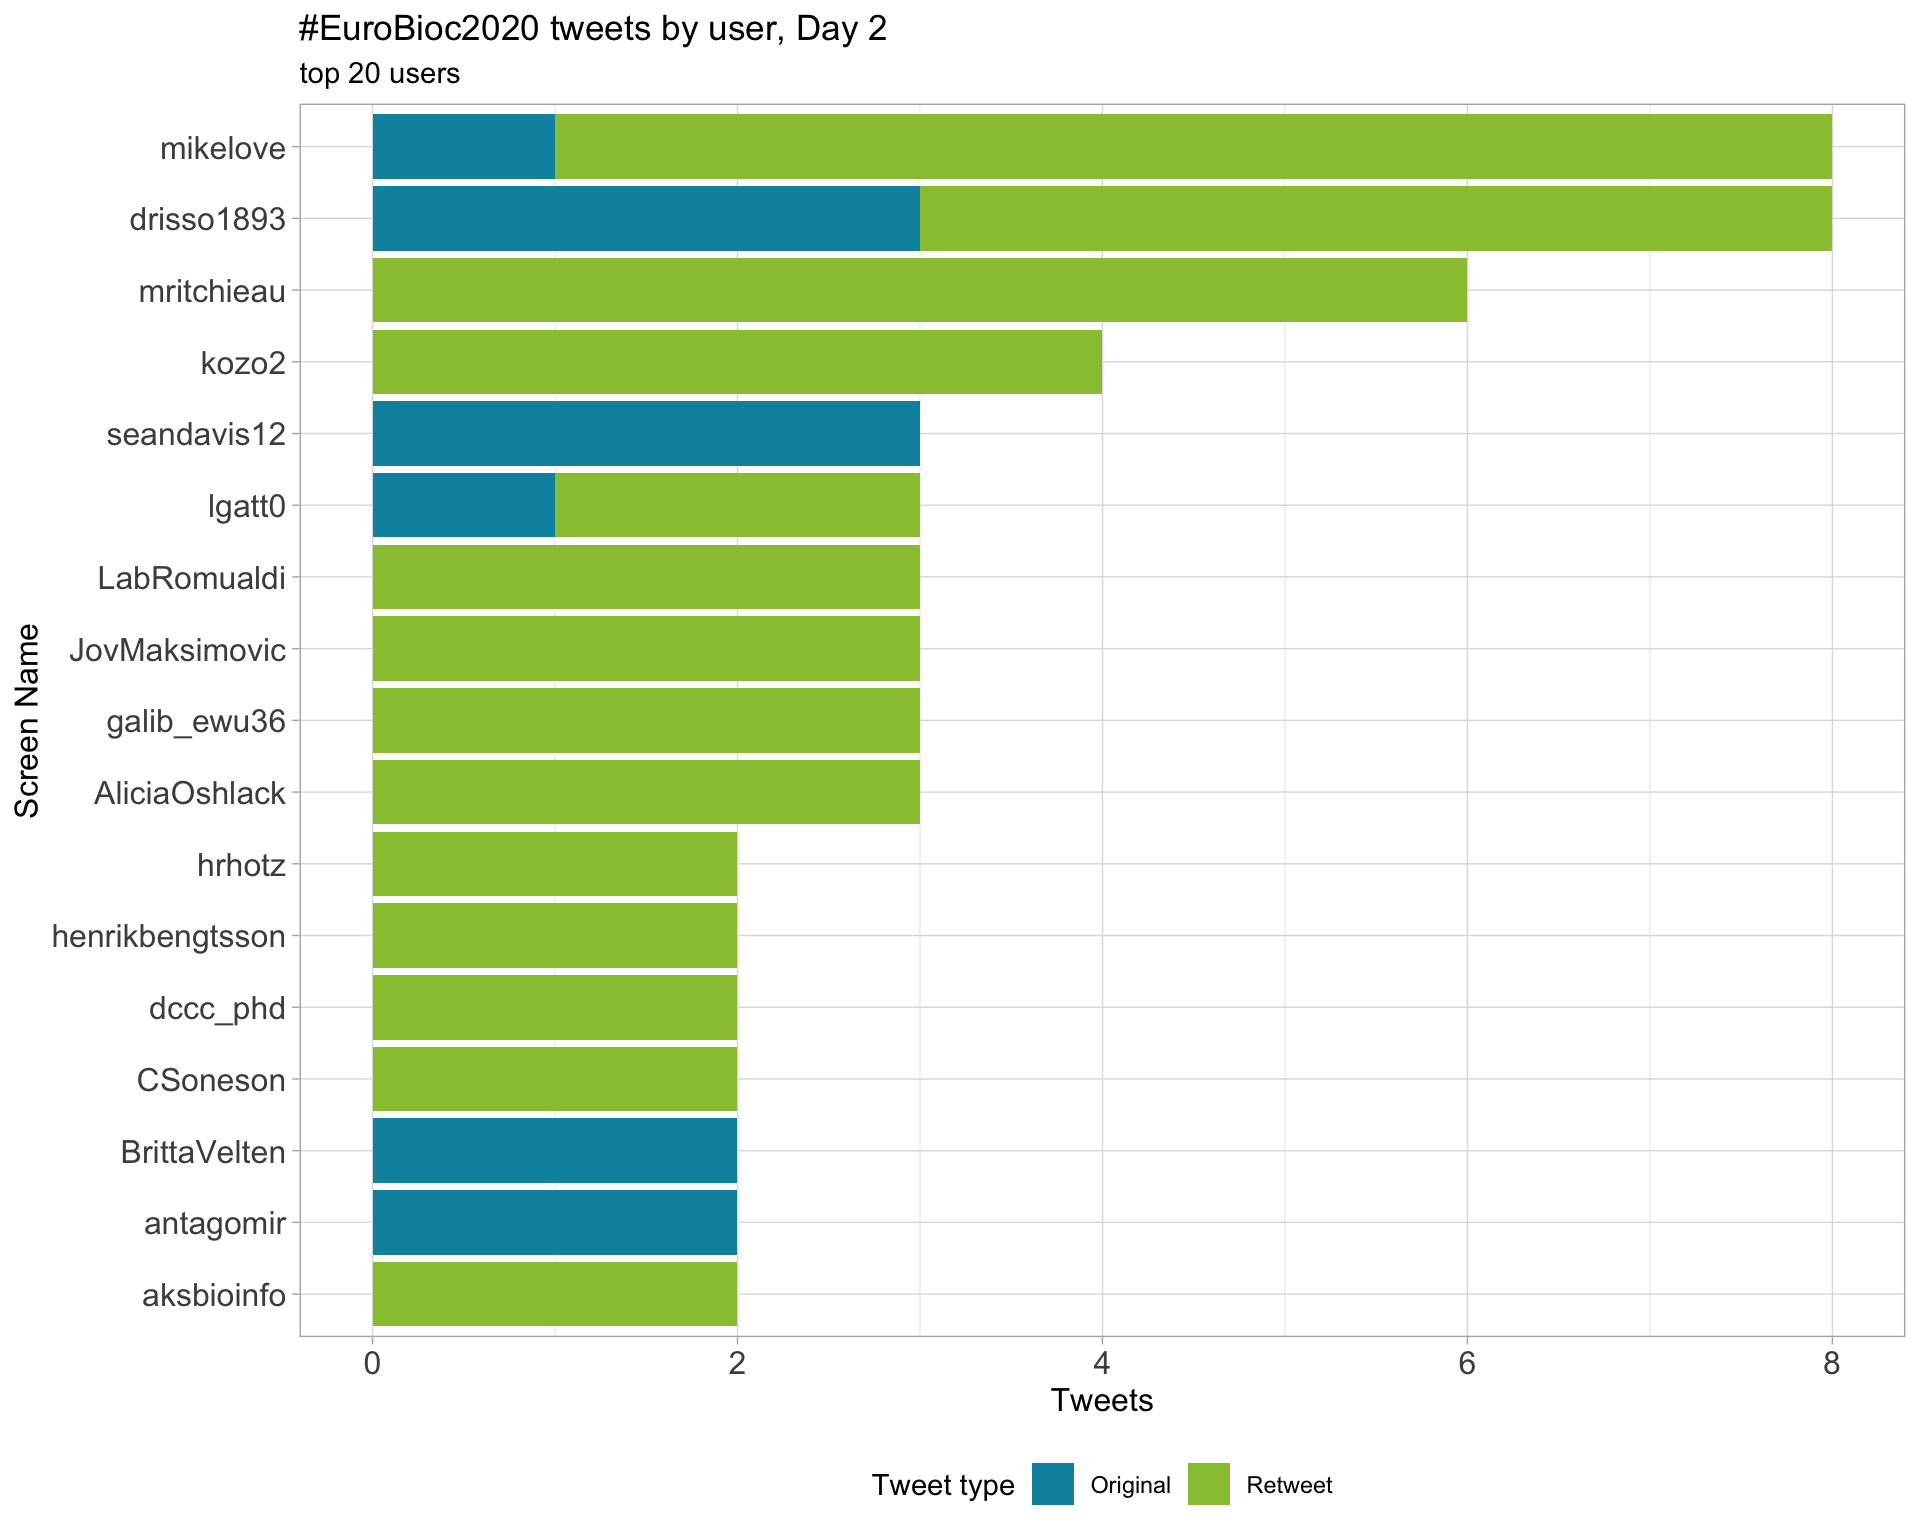 #EuroBioc2020 tweets by user, Day 2
top 20 users
Screen Name
mikelove
drisso1893
mritchieau
kozo2
seandavis12
lgatt0
LabRomualdi
JovMaksimovic
galib_ewu36
AliciaOshlack
hrhotz
henrikbengtsson
dccc_phd
CSoneson
BrittaVelten
antagomir
aksbioinfo
0 2 4 6 8
Tweets
Tweet type Original Retweet